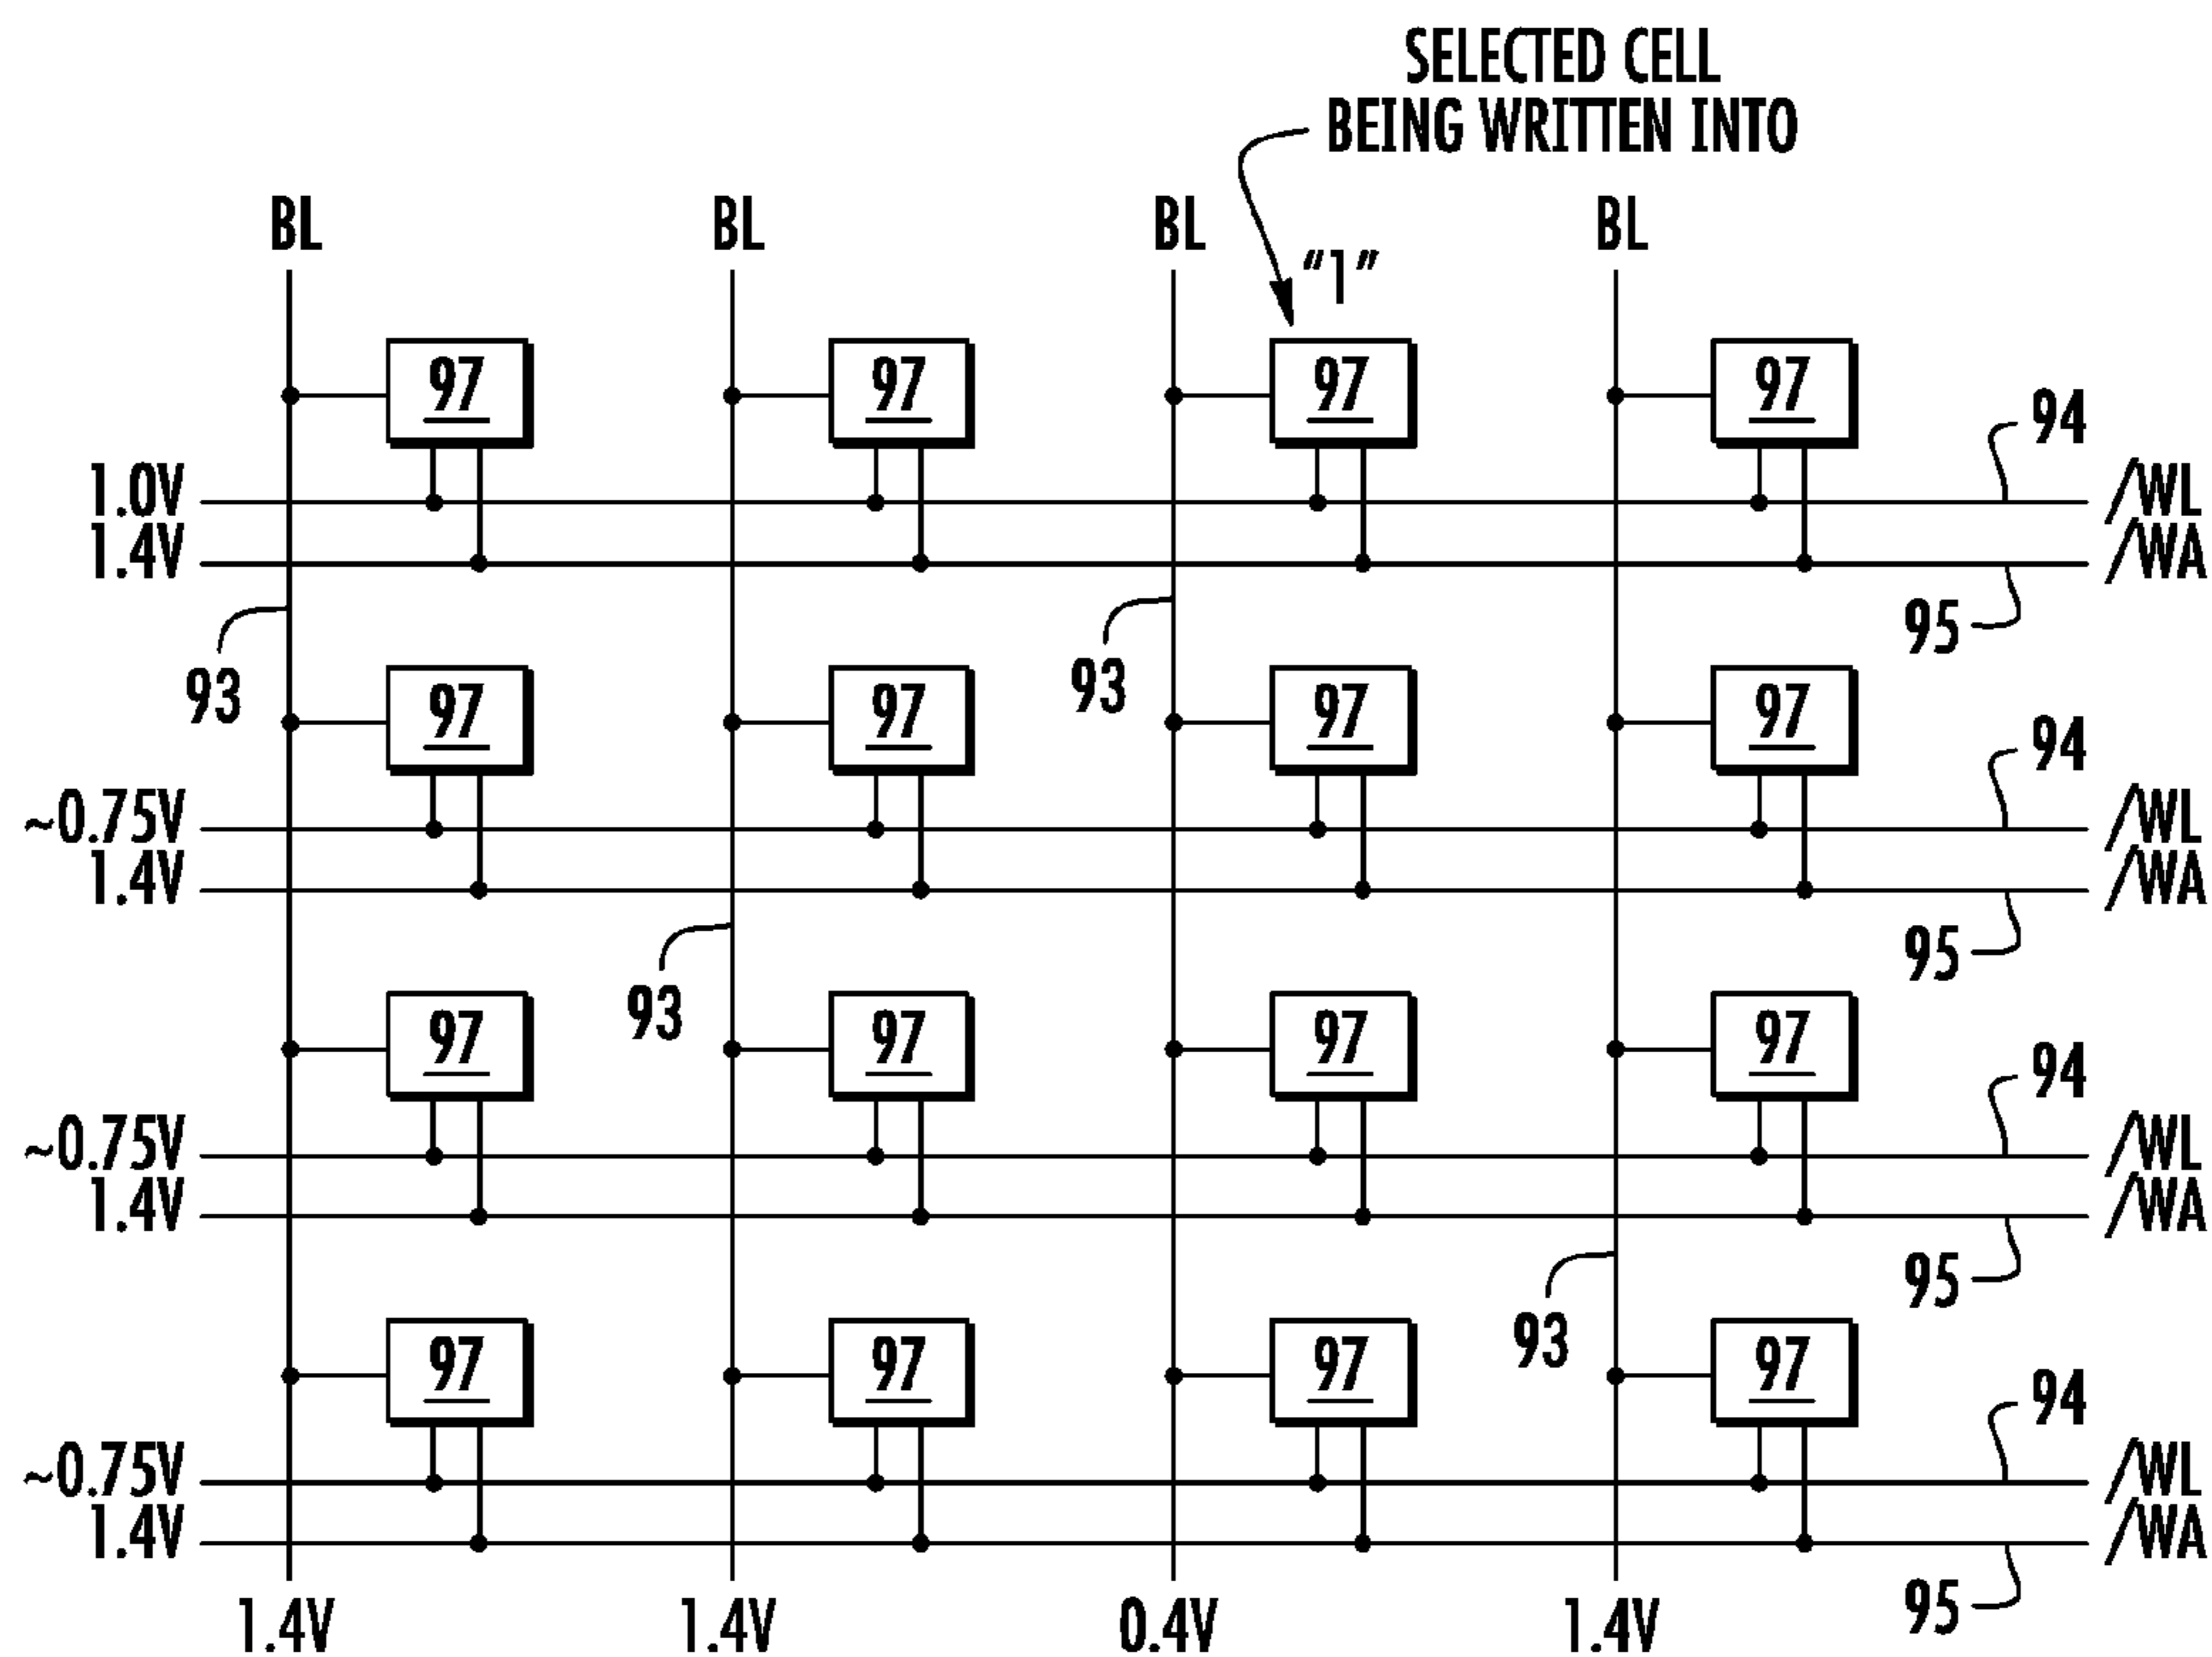 SELECTED CELL
BEING WRITTEN INTO
BL BL BL BL
"1"
97 97 97 97
94
1.0V /WL
1.4V /WA
95
93 93
97 97 97 97
94
~0.75V /WL
1.4V /WA
95
93
97 97 97 97
94
~0.75V /WL
1.4V /WA
95
93
97 97 97 97
94
~0.75V /WL
1.4V /WA
95
1.4V 1.4V 0.4V 1.4V